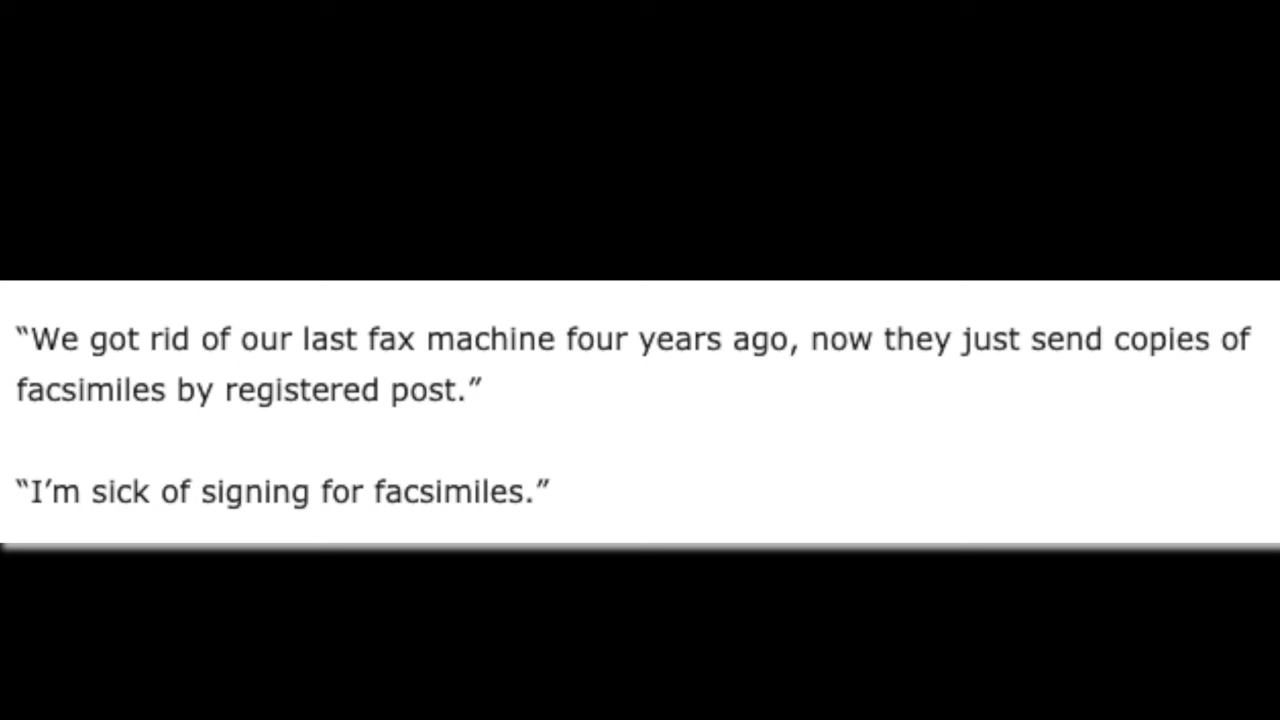 “We got rid of our last fax machine four years ago, now they just send copies of
facsimiles by registered post.”
“I’m sick of signing for facsimiles.”